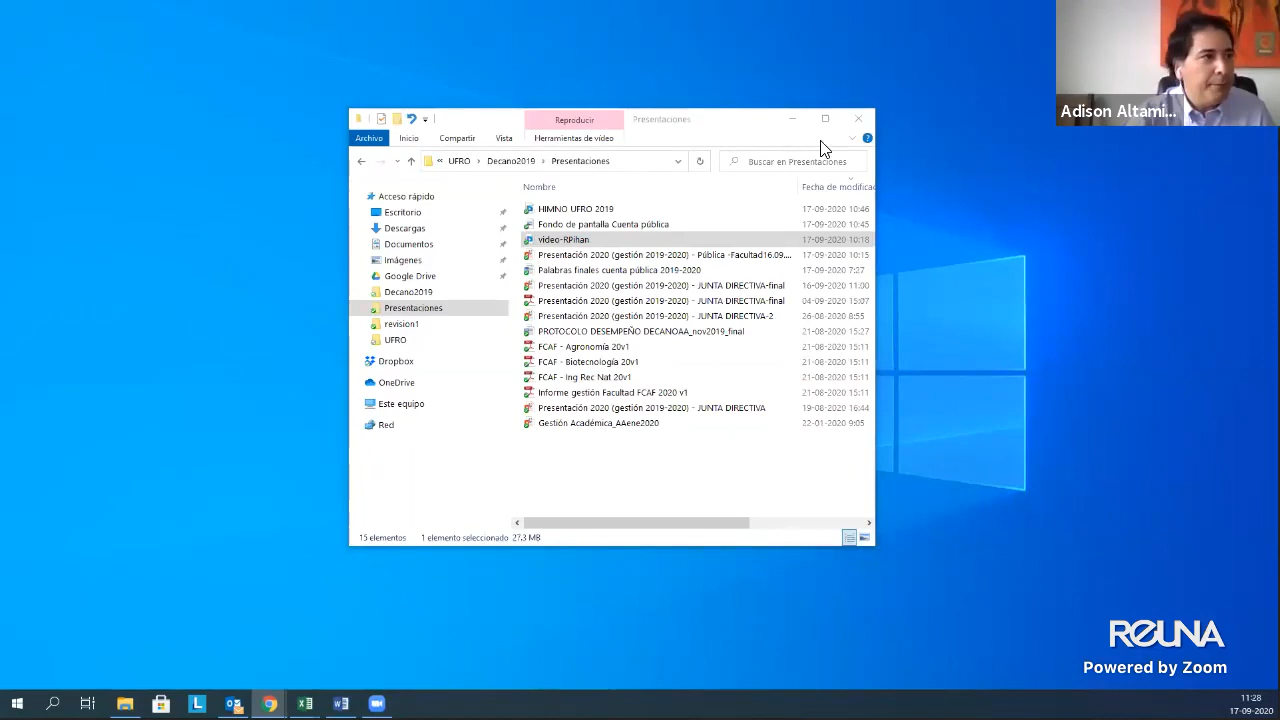 Adison Altami...
Reproducir
Presentaciones
Archivo
Inicio
Compartir
Vista
Herramientas de vídeo
« UFRO > Decano2019 > Presentaciones
Buscar en Presentaciones
Nombre
Fecha de modifica
Acceso rápido
Escritorio
Descargas
Documentos
Imágenes
Google Drive
Decano2019
Presentaciones
revision1
UFRO
Dropbox
OneDrive
Este equipo
Red
HIMNO UFRO 2019 17-09-2020 10:46
Fondo de pantalla Cuenta pública 17-09-2020 10:45
video-RPihan 17-09-2020 10:18
Presentación 2020 (gestión 2019-2020) - Pública -Facultad16.09.... 17-09-2020 10:15
Palabras finales cuenta pública 2019-2020 17-09-2020 7:27
Presentación 2020 (gestión 2019-2020) - JUNTA DIRECTIVA-final 16-09-2020 11:00
Presentación 2020 (gestión 2019-2020) - JUNTA DIRECTIVA-final 04-09-2020 15:07
Presentación 2020 (gestión 2019-2020) - JUNTA DIRECTIVA-2 26-08-2020 8:55
PROTOCOLO DESEMPEÑO DECANOAA_nov2019_final 21-08-2020 15:27
FCAF - Agronomía 20v1 21-08-2020 15:11
FCAF - Biotecnología 20v1 21-08-2020 15:11
FCAF - Ing Rec Nat 20v1 21-08-2020 15:11
Informe gestión Facultad FCAF 2020 v1 21-08-2020 15:11
Presentación 2020 (gestión 2019-2020) - JUNTA DIRECTIVA 19-08-2020 16:44
Gestión Académica_AAene2020 22-01-2020 9:05
15 elementos
1 elemento seleccionado 27,3 MB
REUNA
Powered by Zoom
11:28
17-09-2020